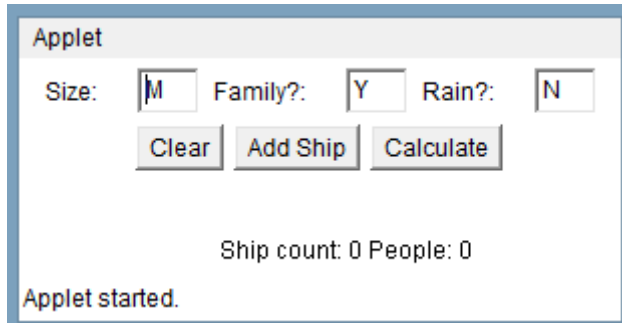 Applet
Size: M Family?: Y Rain?: N
Clear Add Ship Calculate
Ship count: 0 People: 0
Applet started.